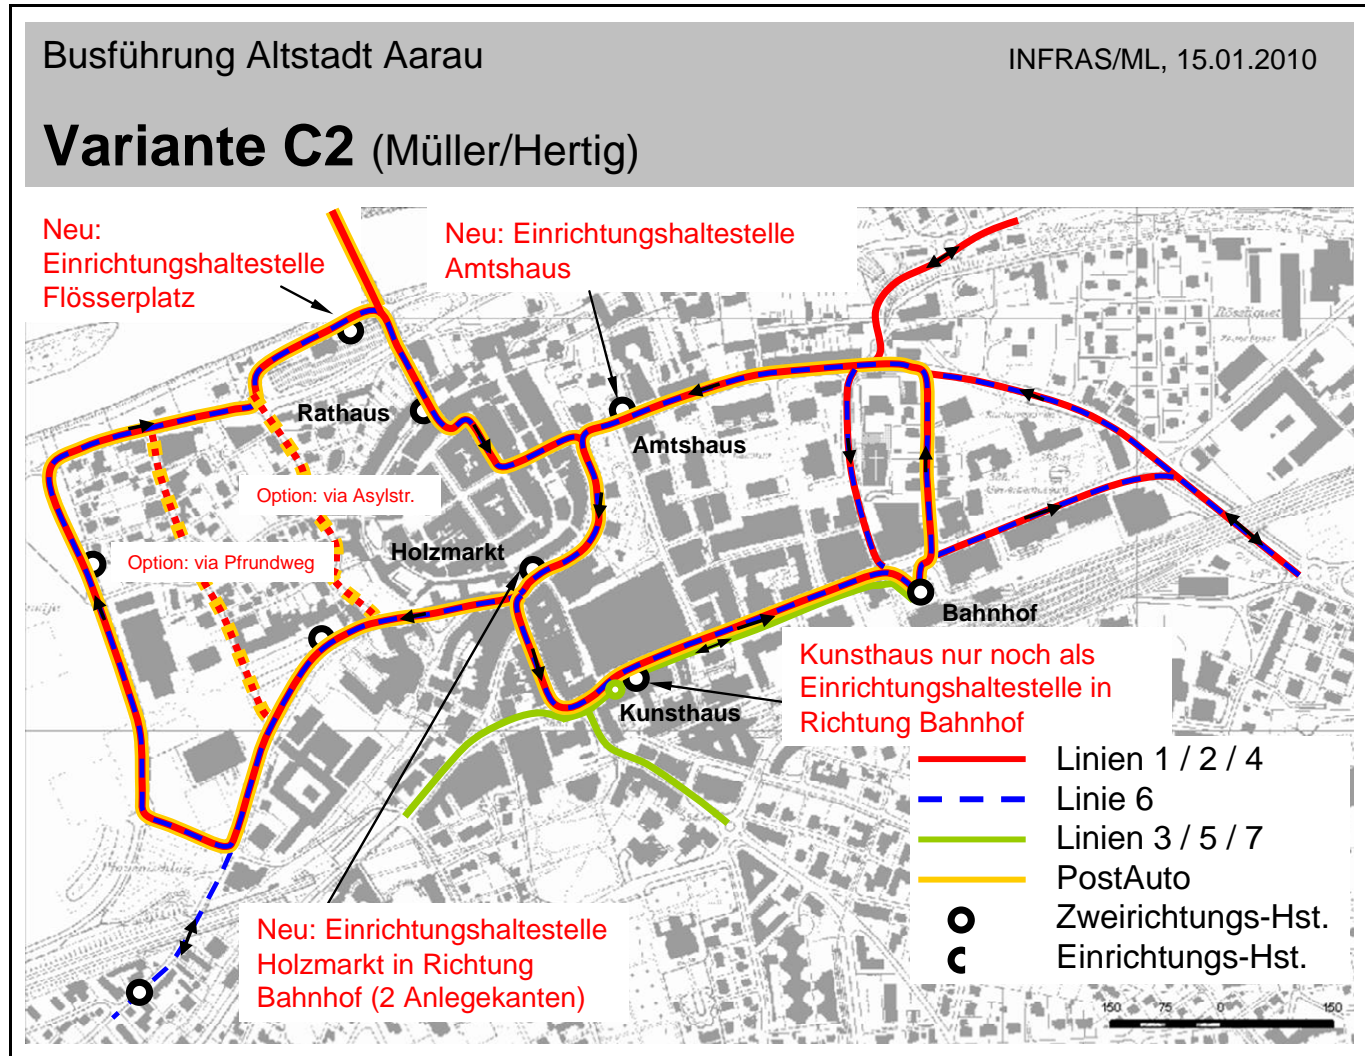 Busführung Altstadt Aarau
INFRAS/ML, 15.01.2010
Variante C2 (Müller/Hertig)
Neu:
Einrichtungshaltestelle
Flösserplatz
Neu: Einrichtungshaltestelle
Amtshaus
Rathaus
Amtshaus
Option: via Asylstr.
Holzmarkt
Option: via Pfrundweg
Bahnhof
Kunsthaus nur noch als
Einrichtungshaltestelle in
Richtung Bahnhof
Kunsthaus
Linien 1 / 2 / 4
Linie 6
Linien 3 / 5 / 7
PostAuto
Zweirichtungs-Hst.
Einrichtungs-Hst.
Neu: Einrichtungshaltestelle
Holzmarkt in Richtung
Bahnhof (2 Anlegekanten)
150 75 0 150